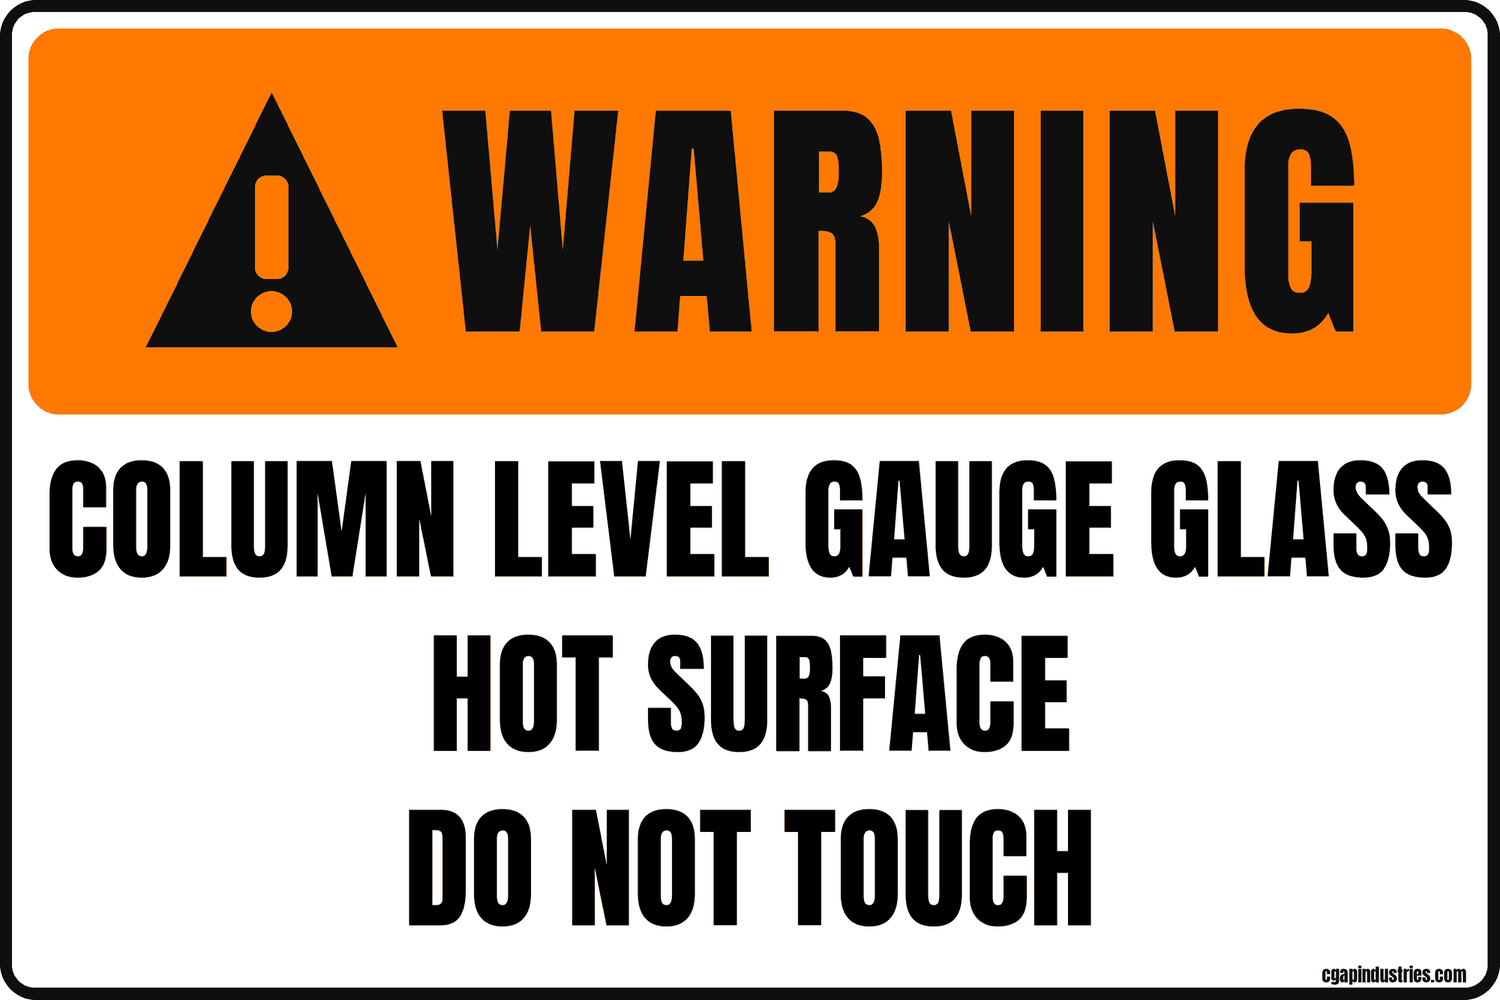 WARNING
COLUMN LEVEL GAUGE GLASS
HOT SURFACE
DO NOT TOUCH
cgapindustries.com